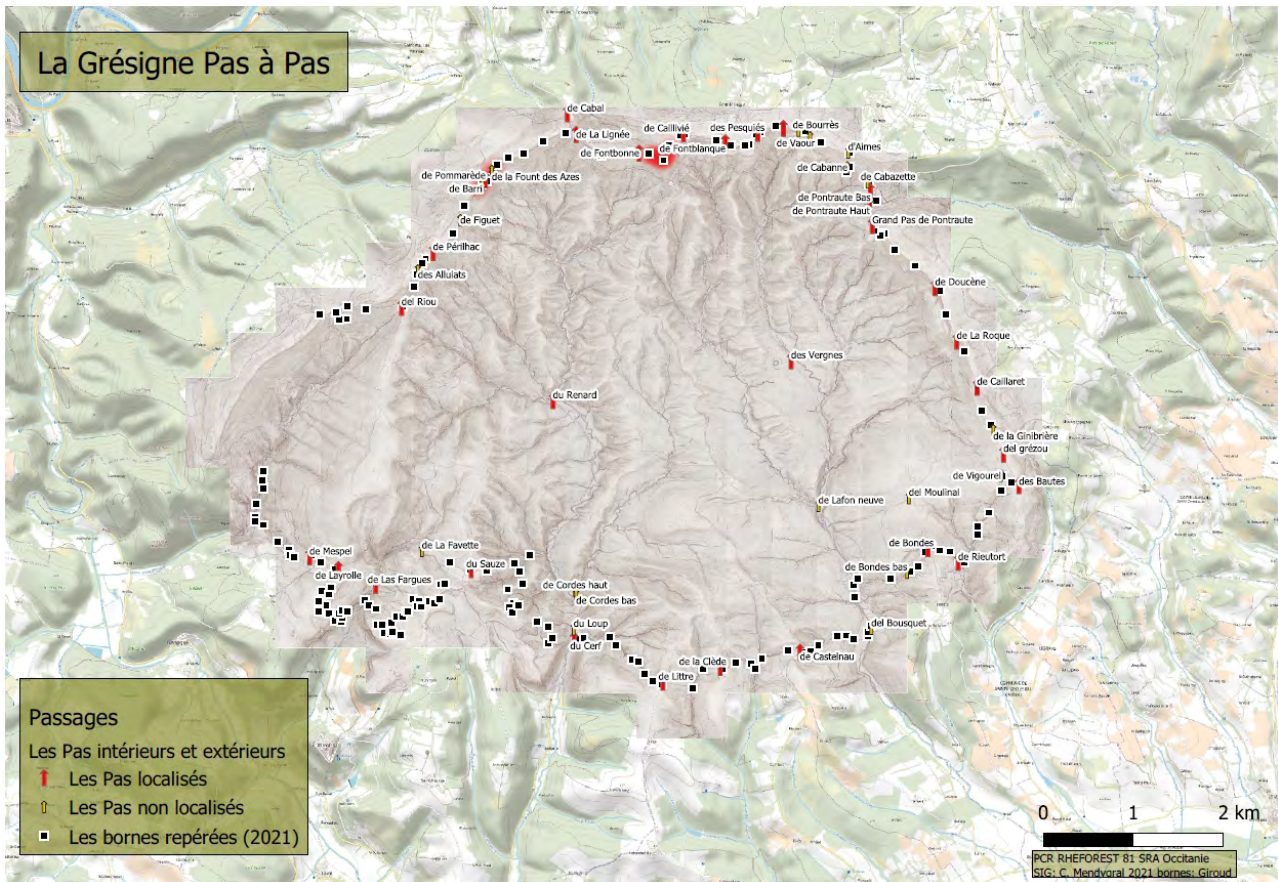 La Grésigne Pas à Pas
de Cabal
de La Lignée
de Caillivié
des Pesquiés
de Bourrès
de Vaour
d'Aimes
de Fontbonne
de Fontblanque
de Cabanne
de Pommarède
de la Fount des Azes
de Cabazette
de Barri
de Pontraute Bas
de Pontraute Haut
de Figuet
Grand Pas de Pontraute
de Périlhac
des Alluiats
de Doucène
del Riou
de La Roque
des Vergnes
de Caillaret
du Renard
de la Ginibrière
del grézou
de Vigourel
des Bautes
del Moulinal
de Lafon neuve
de La Favette
de Bondes
de Mespel
de Rieutort
du Sauze
de Bondes bas
de Layrolle
de Las Fargues
de Cordes haut
de Cordes bas
du Loup
del Bousquet
du Cerf
de Castelnau
de la Clède
de Littre
Passages
Les Pas intérieurs et extérieurs
Les Pas localisés
Les Pas non localisés
Les bornes repérées (2021)
0 1 2 km
PCR RHEFOREST 81 SRA Occitanie
SIG: C. Mendygral 2021 bornes: Giroud